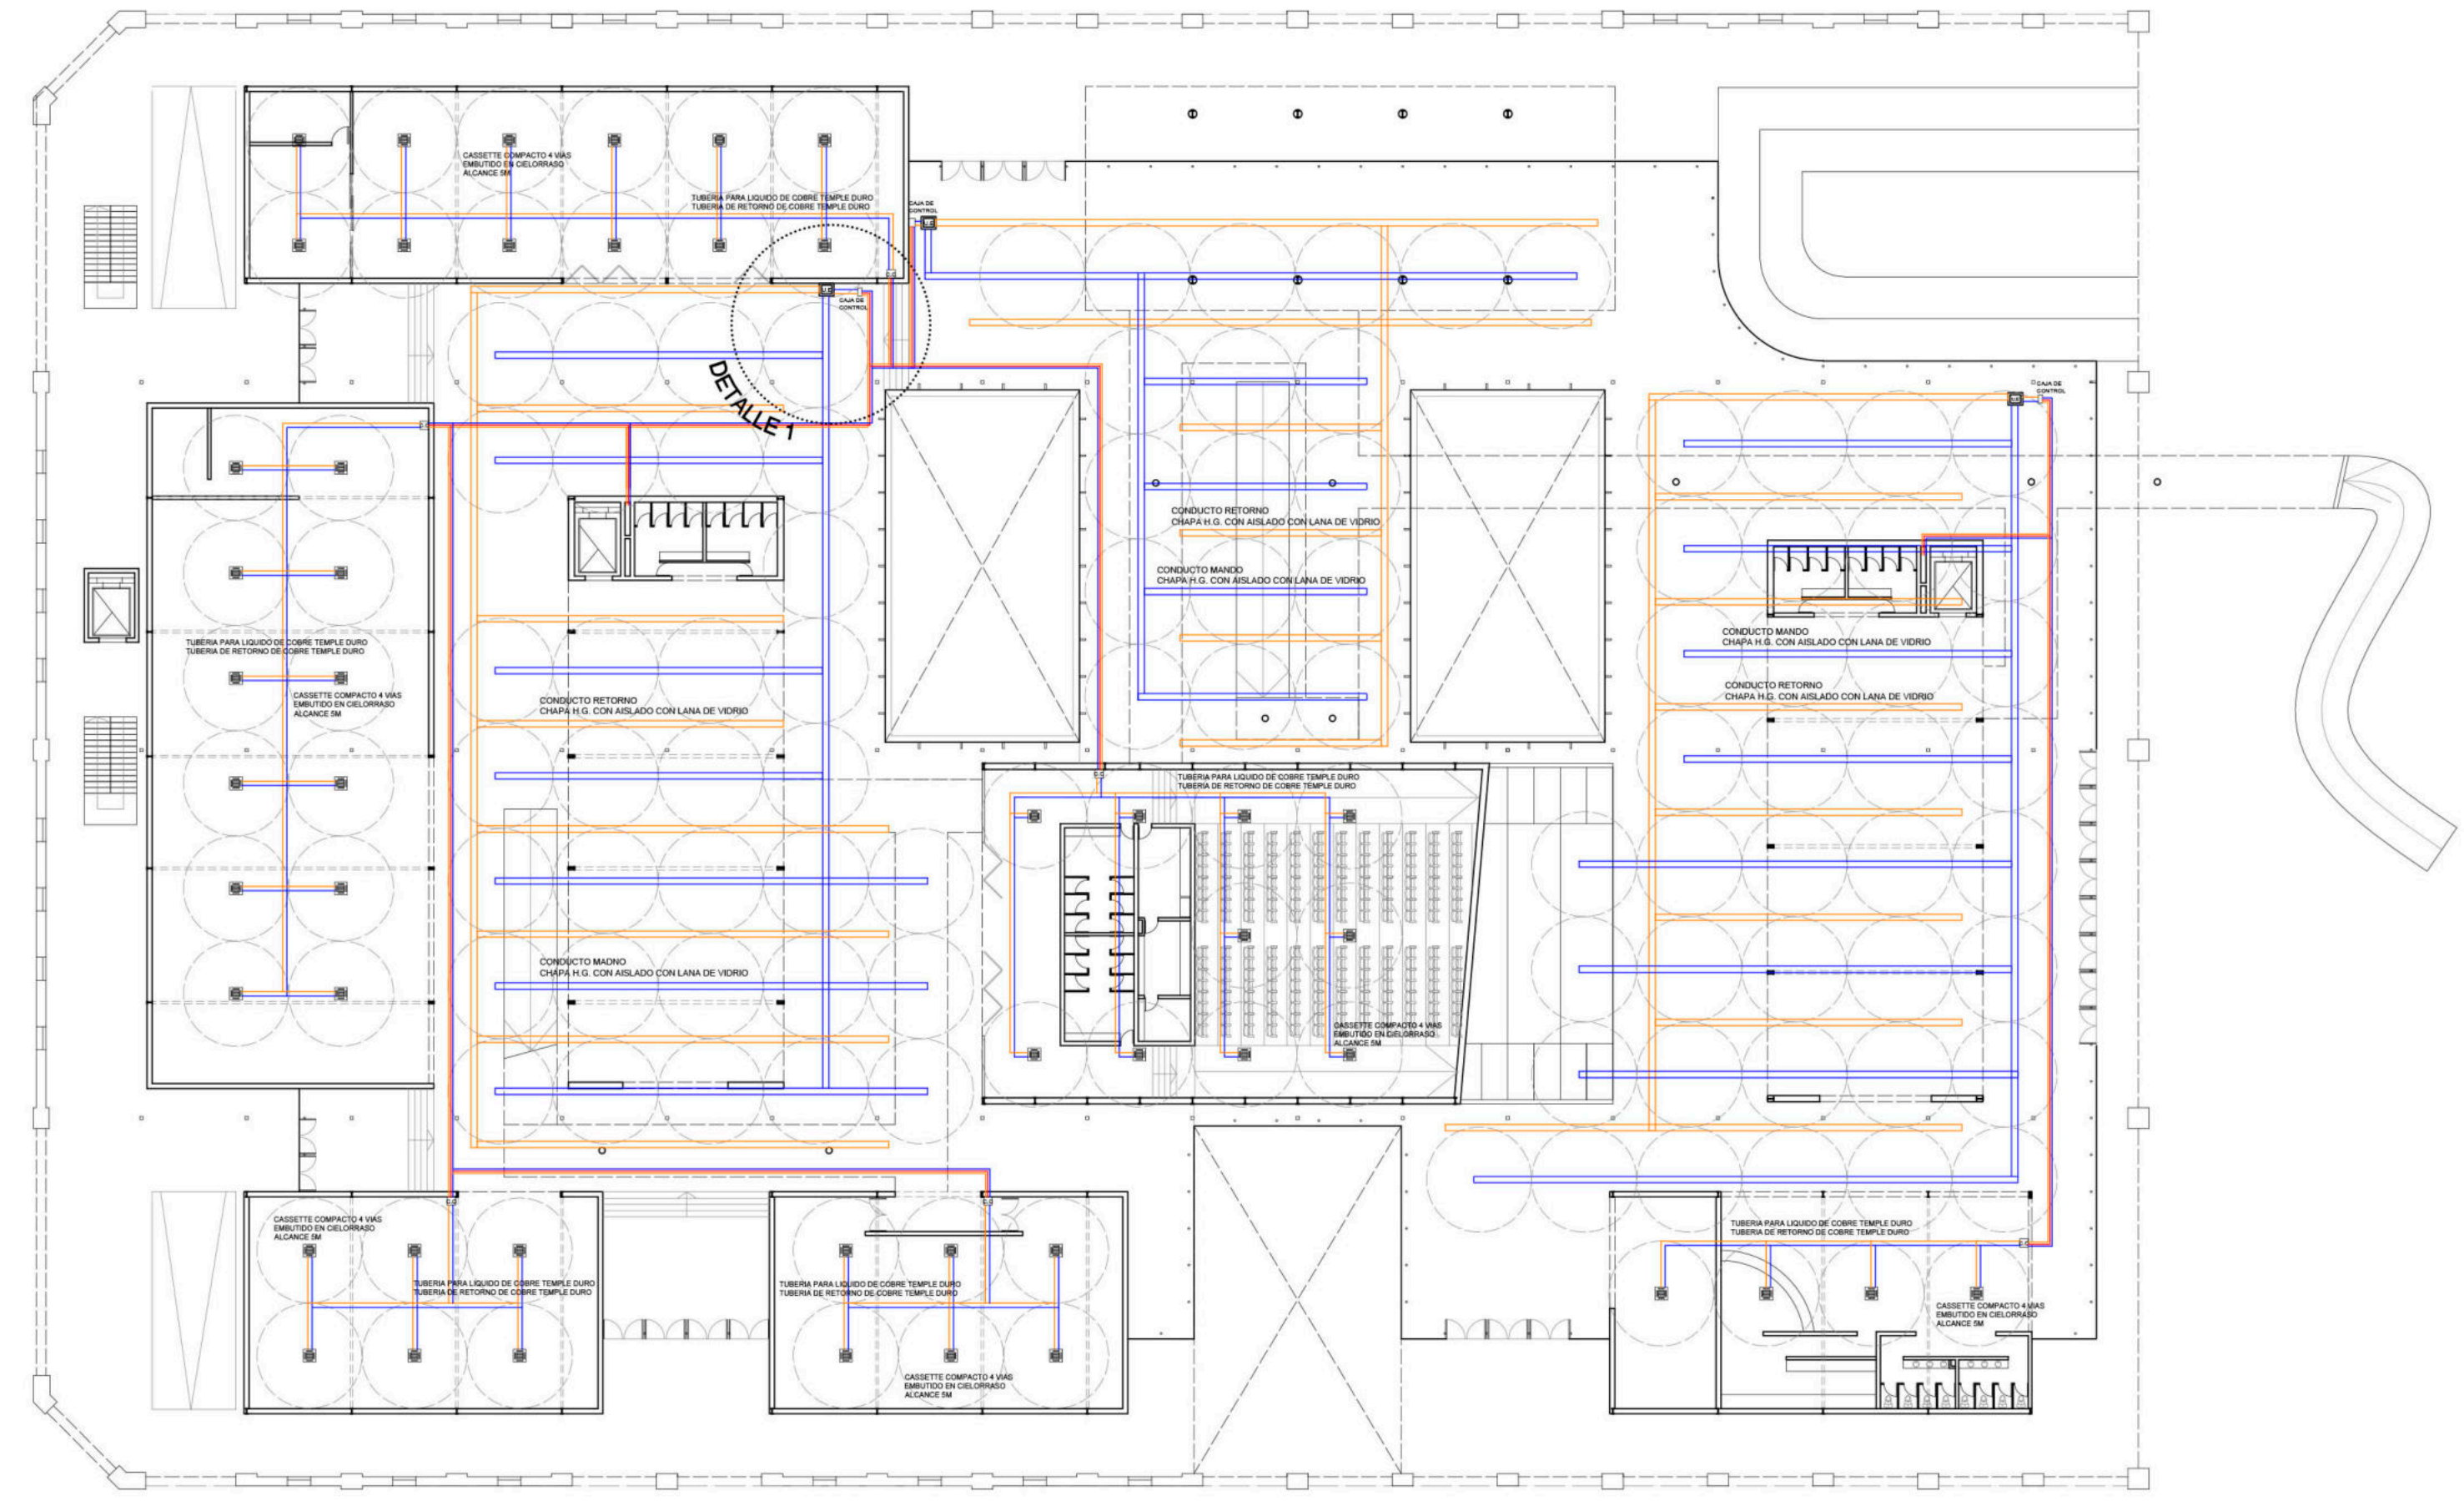 CASSETTE COMPACTO 4 VIAS
EMBUTIDO EN CIELORRASO
ALCANCE 5M
TUBERIA PARA LIQUIDO DE COBRE TEMPLE DURO
TUBERIA DE RETORNO DE COBRE TEMPLE DURO
CAJA DE
CONTROL
CAJA DE
CONTROL
DETALLE 1
CAJA DE
CONTROL
CONDUCTO RETORNO
CHAPA H.G. CON AISLADO CON LANA DE VIDRIO
CONDUCTO MANDO
CHAPA H.G. CON AISLADO CON LANA DE VIDRIO
TUBERIA PARA LIQUIDO DE COBRE TEMPLE DURO
TUBERIA DE RETORNO DE COBRE TEMPLE DURO
CASSETTE COMPACTO 4 VIAS
EMBUTIDO EN CIELORRASO
ALCANCE 5M
CONDUCTO RETORNO
CHAPA H.G. CON AISLADO CON LANA DE VIDRIO
CONDUCTO MANDO
CHAPA H.G. CON AISLADO CON LANA DE VIDRIO
CONDUCTO RETORNO
CHAPA H.G. CON AISLADO CON LANA DE VIDRIO
TUBERIA PARA LIQUIDO DE COBRE TEMPLE DURO
TUBERIA DE RETORNO DE COBRE TEMPLE DURO
CONDUCTO MADNO
CHAPA H.G. CON AISLADO CON LANA DE VIDRIO
CASSETTE COMPACTO 4 VIAS
EMBUTIDO EN CIELORRASO
ALCANCE 5M
CASSETTE COMPACTO 4 VIAS
EMBUTIDO EN CIELORRASO
ALCANCE 5M
TUBERIA PARA LIQUIDO DE COBRE TEMPLE DURO
TUBERIA DE RETORNO DE COBRE TEMPLE DURO
TUBERIA PARA LIQUIDO DE COBRE TEMPLE DURO
TUBERIA DE RETORNO DE COBRE TEMPLE DURO
CASSETTE COMPACTO 4 VIAS
EMBUTIDO EN CIELORRASO
ALCANCE 5M
TUBERIA PARA LIQUIDO DE COBRE TEMPLE DURO
TUBERIA DE RETORNO DE COBRE TEMPLE DURO
CASSETTE COMPACTO 4 VIAS
EMBUTIDO EN CIELORRASO
ALCANCE 5M